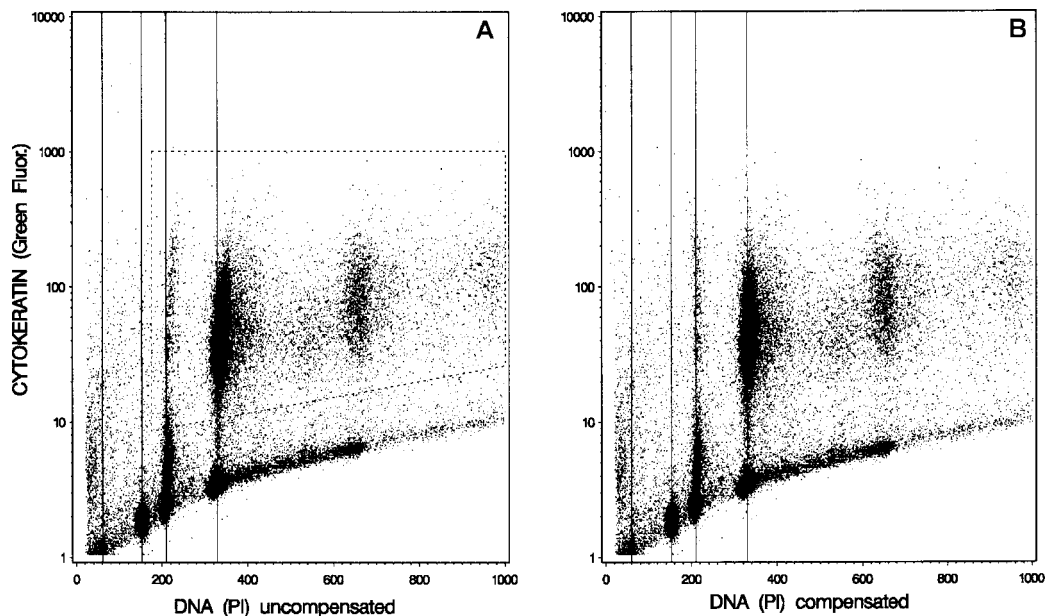 A
B
10000
1000
100
10
1
CYTOKERATIN (Green Fluor.)
0 200 400 600 800 1000
DNA (PI) uncompensated
10000
1000
100
10
1
0 200 400 600 800 1000
DNA (PI) compensated